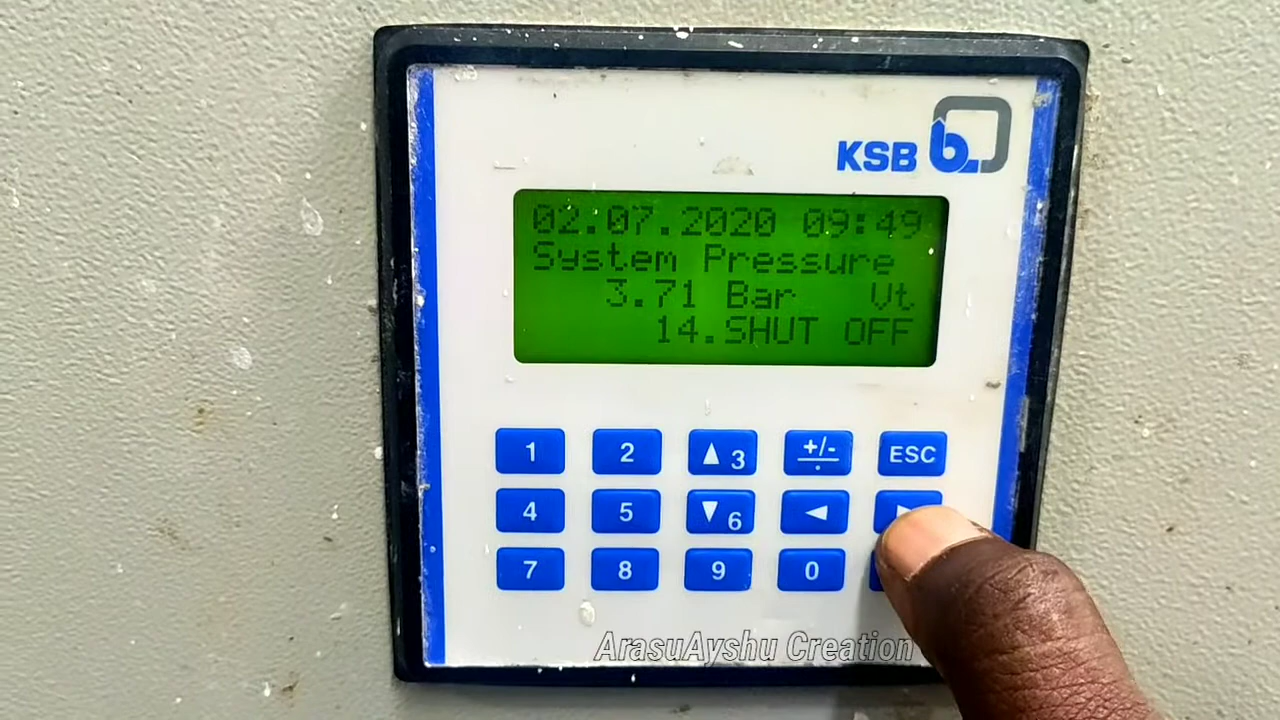 KSB b.
02.07.2020 09:49
System Pressure
3.71 Bar Vt
14.SHUT OFF
1 2 ▲3 +/- . ESC
4 5 ▼6 ◀ ▶
7 8 9 0
ArasuAyshu Creation